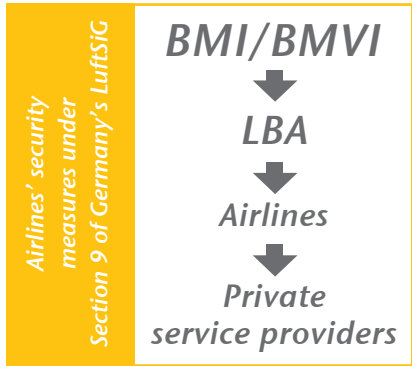 Airlines' security
measures under
Section 9 of Germany's LuftSiG
BMI/BMVI
LBA
Airlines
Private
service providers